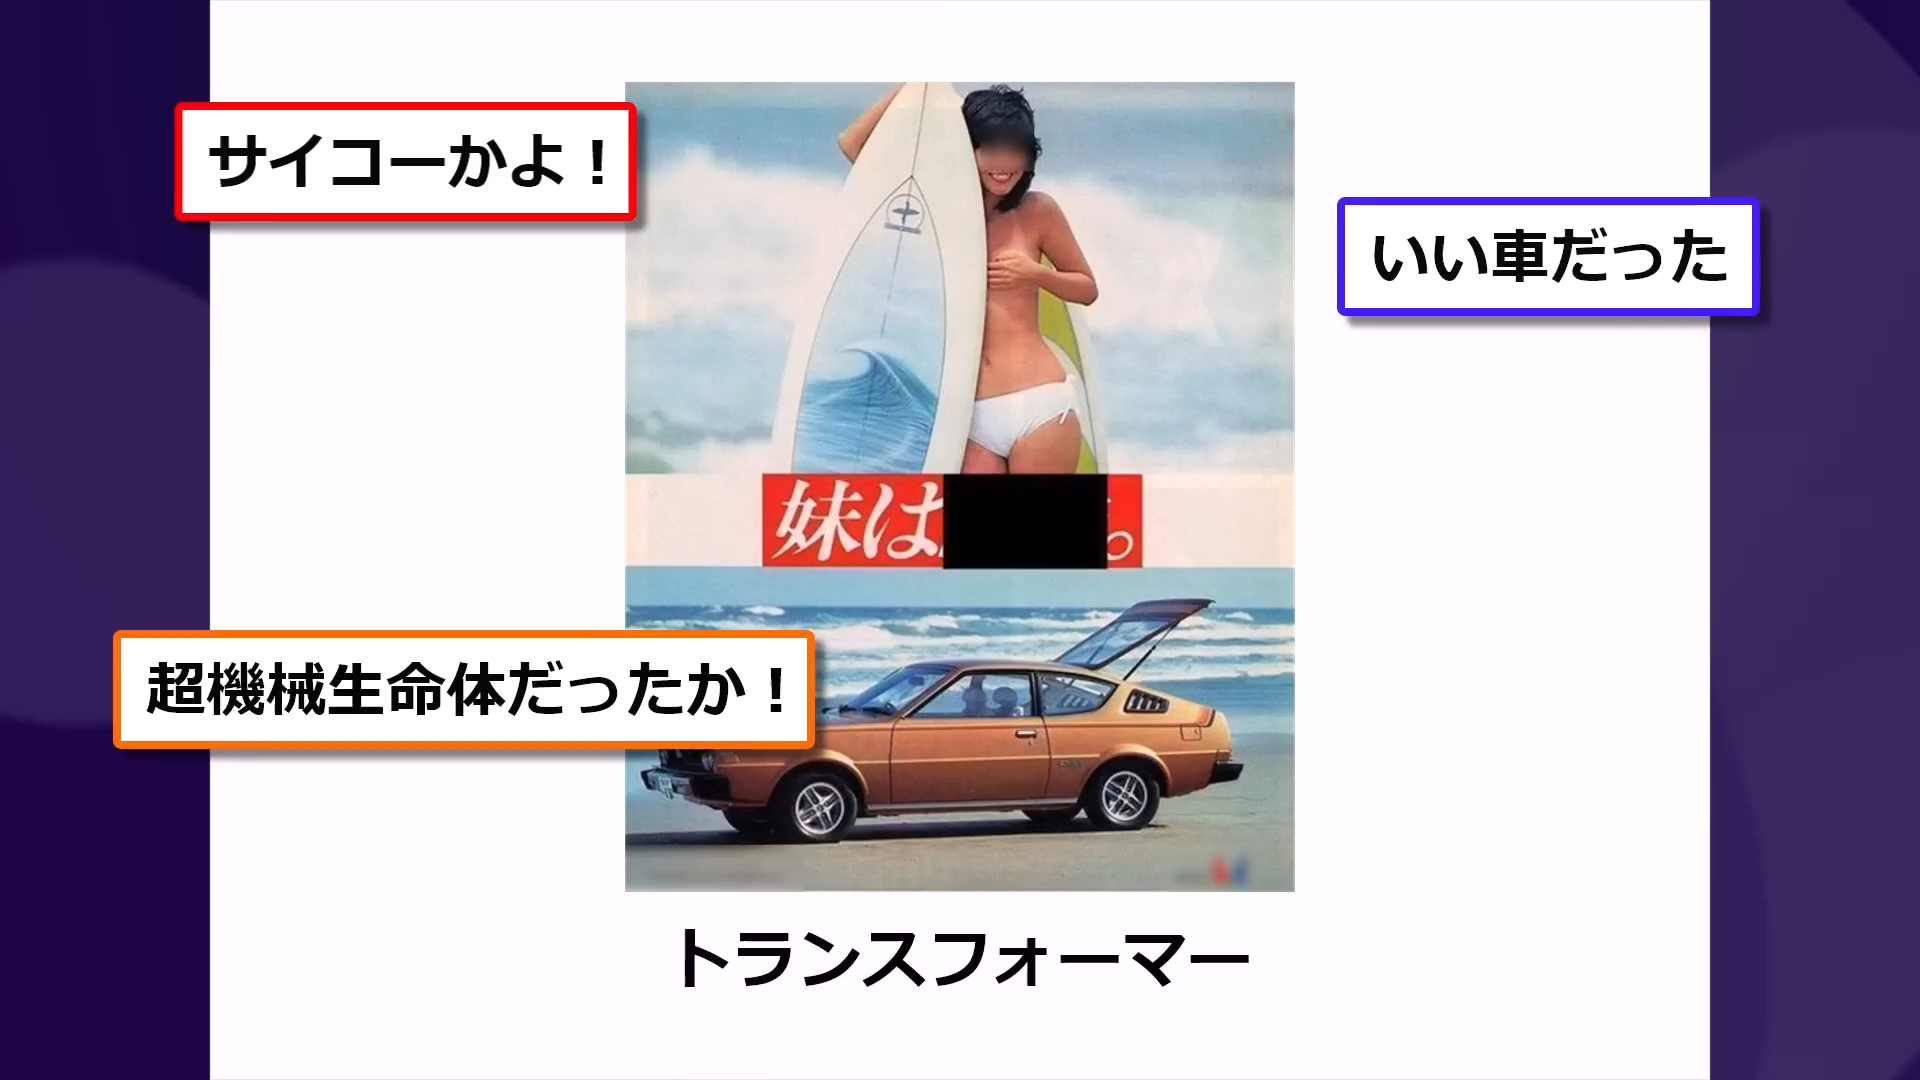 サイコーかよ！
いい車だった
妹は
。
超機械生命体だったか！
トランスフォーマー